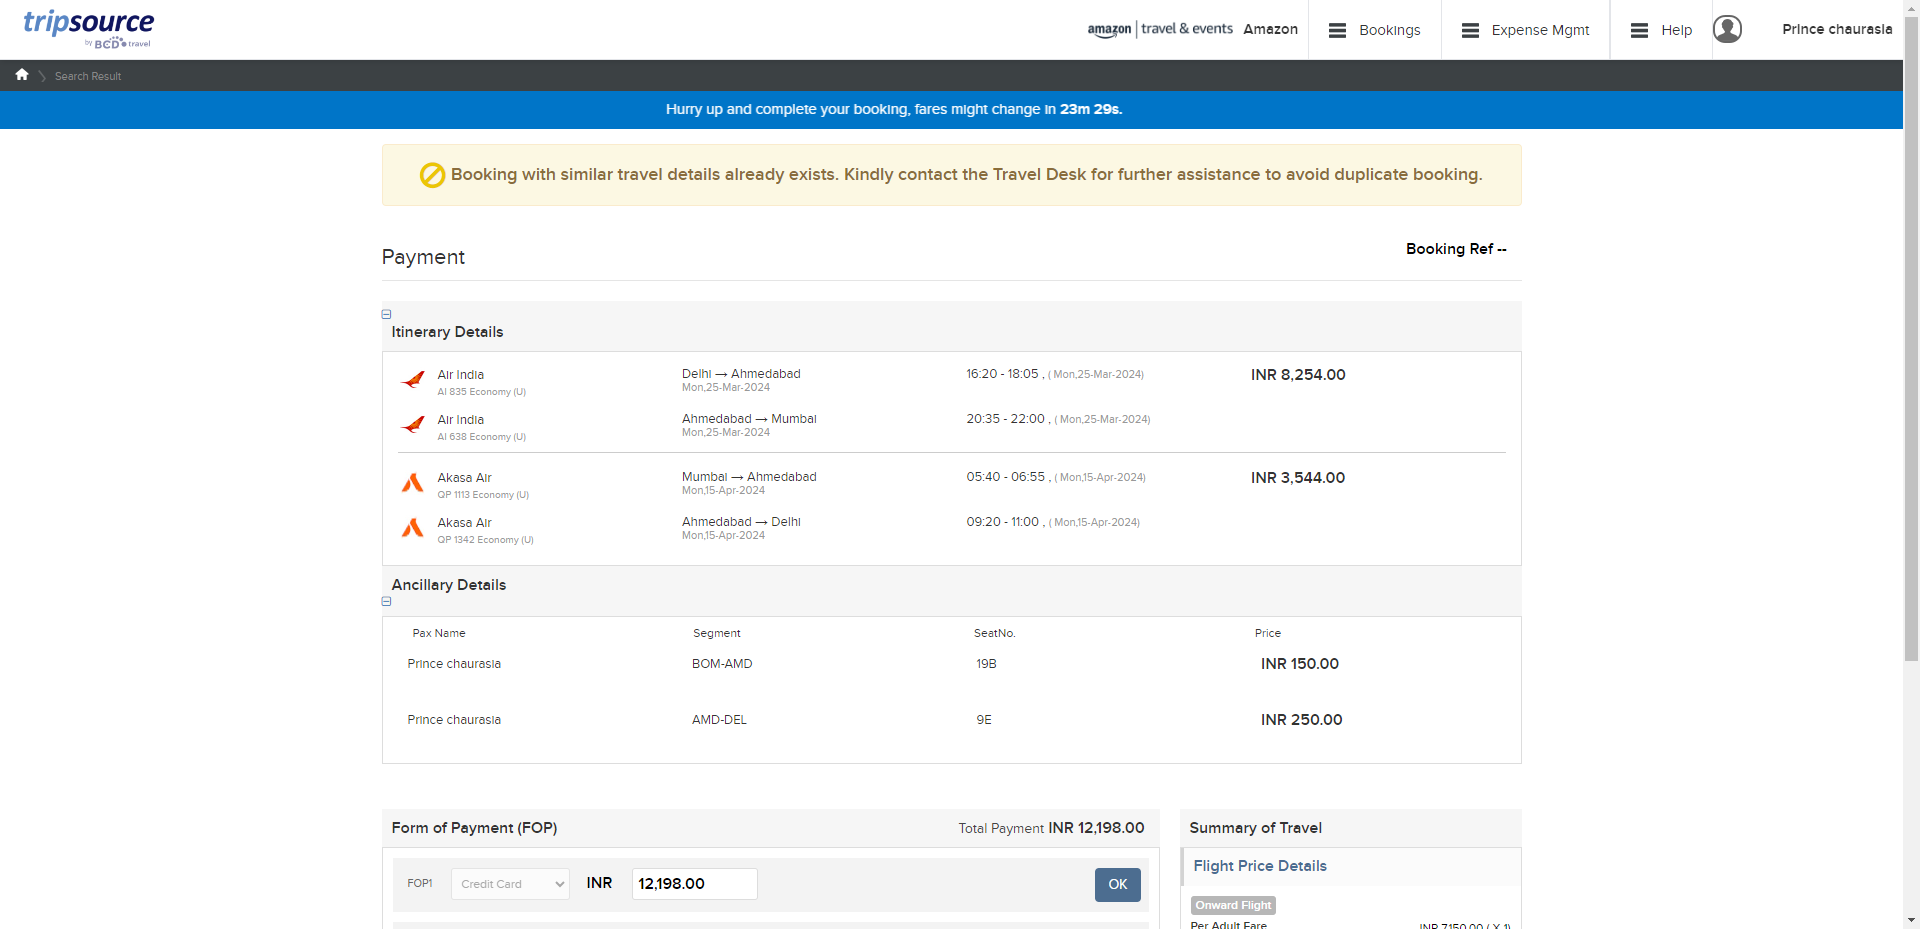 tripsource
by BCD travel
amazon | travel & events Amazon
Bookings
Expense Mgmt
Help
Prince chaurasia
Search Result
Hurry up and complete your booking, fares might change in 23m 29s.
Booking with similar travel details already exists. Kindly contact the Travel Desk for further assistance to avoid duplicate booking.
Payment
Booking Ref --
Itinerary Details
Air India Delhi → Ahmedabad 16:20 - 18:05 , ( Mon,25-Mar-2024) INR 8,254.00
AI 835 Economy (U) Mon,25-Mar-2024
Air India Ahmedabad → Mumbai 20:35 - 22:00 , ( Mon,25-Mar-2024)
AI 638 Economy (U) Mon,25-Mar-2024
Akasa Air Mumbai → Ahmedabad 05:40 - 06:55 , ( Mon,15-Apr-2024) INR 3,544.00
QP 1113 Economy (U) Mon,15-Apr-2024
Akasa Air Ahmedabad → Delhi 09:20 - 11:00 , ( Mon,15-Apr-2024)
QP 1342 Economy (U) Mon,15-Apr-2024
Ancillary Details
Pax Name Segment SeatNo. Price
Prince chaurasia BOM-AMD 19B INR 150.00
Prince chaurasia AMD-DEL 9E INR 250.00
Form of Payment (FOP) Total Payment INR 12,198.00
FOP1 Credit Card INR 12,198.00 OK
Summary of Travel
Flight Price Details
Onward Flight
Per Adult Fare INR 7,150.00 ( X 1)